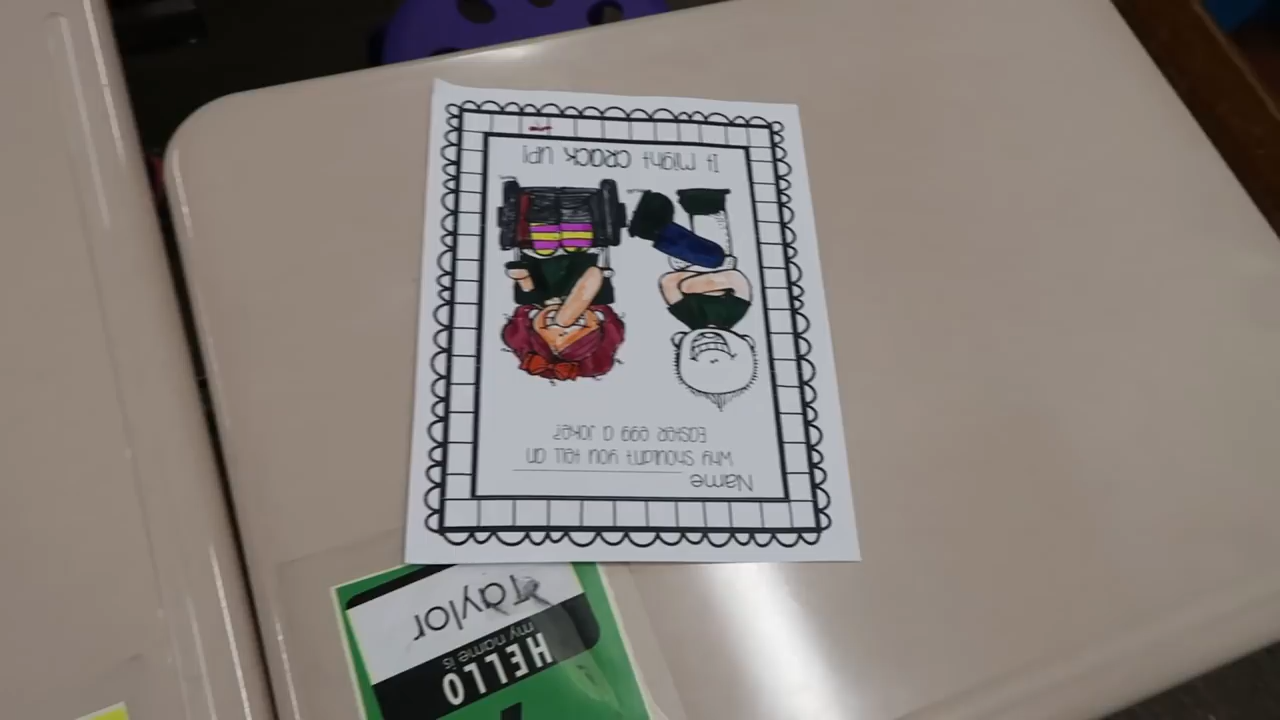 Name
Why shouldn't you tell an
Easter egg a joke?
It might CRACK UP!
HELLO
my name is
Taylor